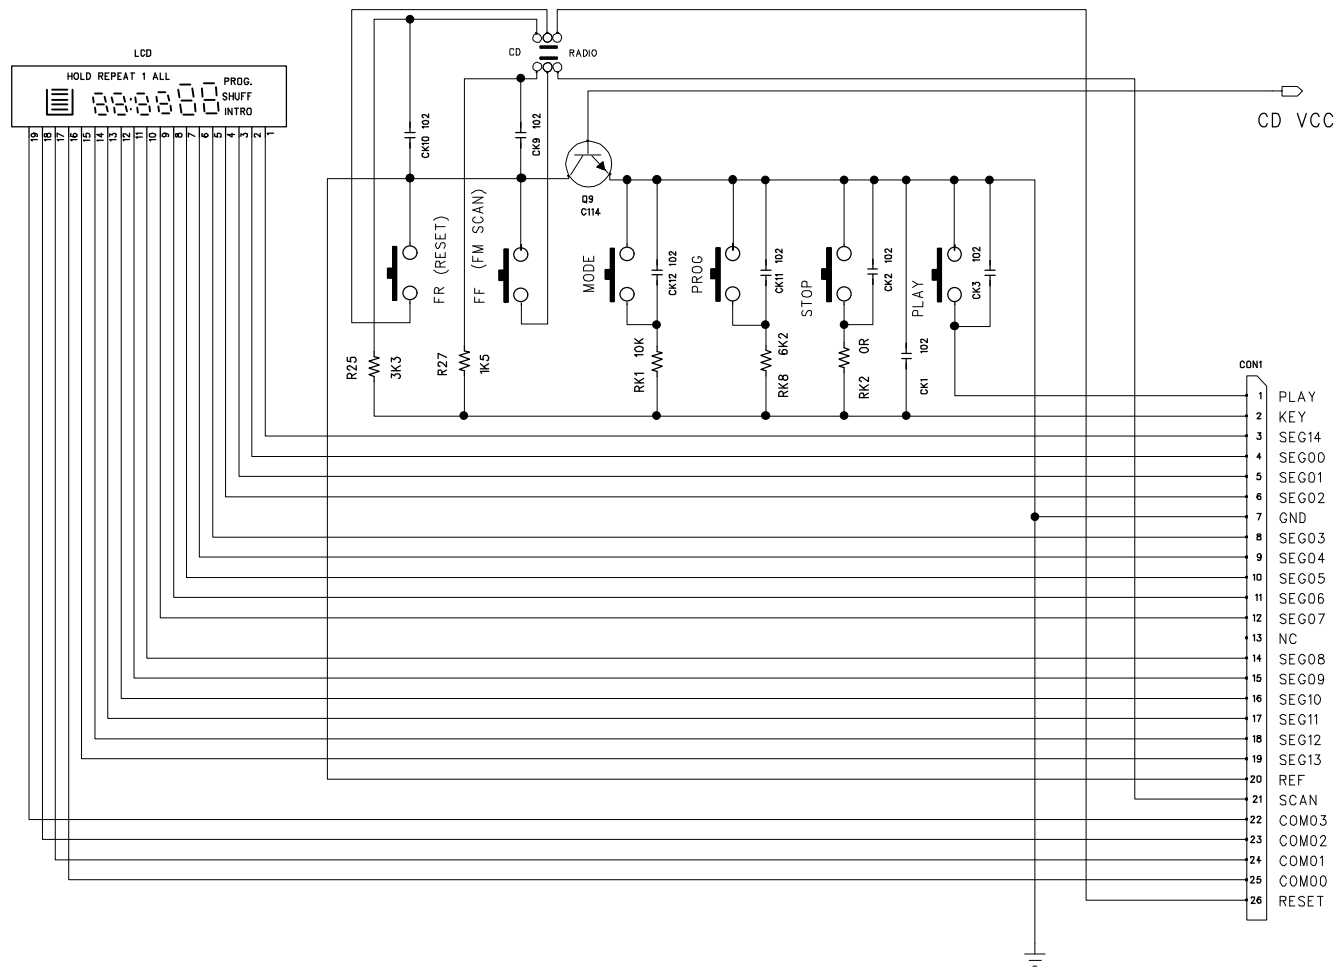 LCD
HOLD REPEAT 1 ALL
PROG.
SHUFF
INTRO
19 18 17 16 15 14 13 12 11 10 9 8 7 6 5 4 3 2 1
CD
RADIO
CD VCC
CK10 102
CK9 102
Q9
C114
FR (RESET)
FF (FM SCAN)
MODE
CK12 102
PROG
CK11 102
STOP
CK2 102
PLAY
CK3 102
R25
3K3
R27
1K5
RK1 10K
RK8 6K2
RK2 0R
CK1 102
CON1
1 PLAY
2 KEY
3 SEG14
4 SEG00
5 SEG01
6 SEG02
7 GND
8 SEG03
9 SEG04
10 SEG05
11 SEG06
12 SEG07
13 NC
14 SEG08
15 SEG09
16 SEG10
17 SEG11
18 SEG12
19 SEG13
20 REF
21 SCAN
22 COM03
23 COM02
24 COM01
25 COM00
26 RESET